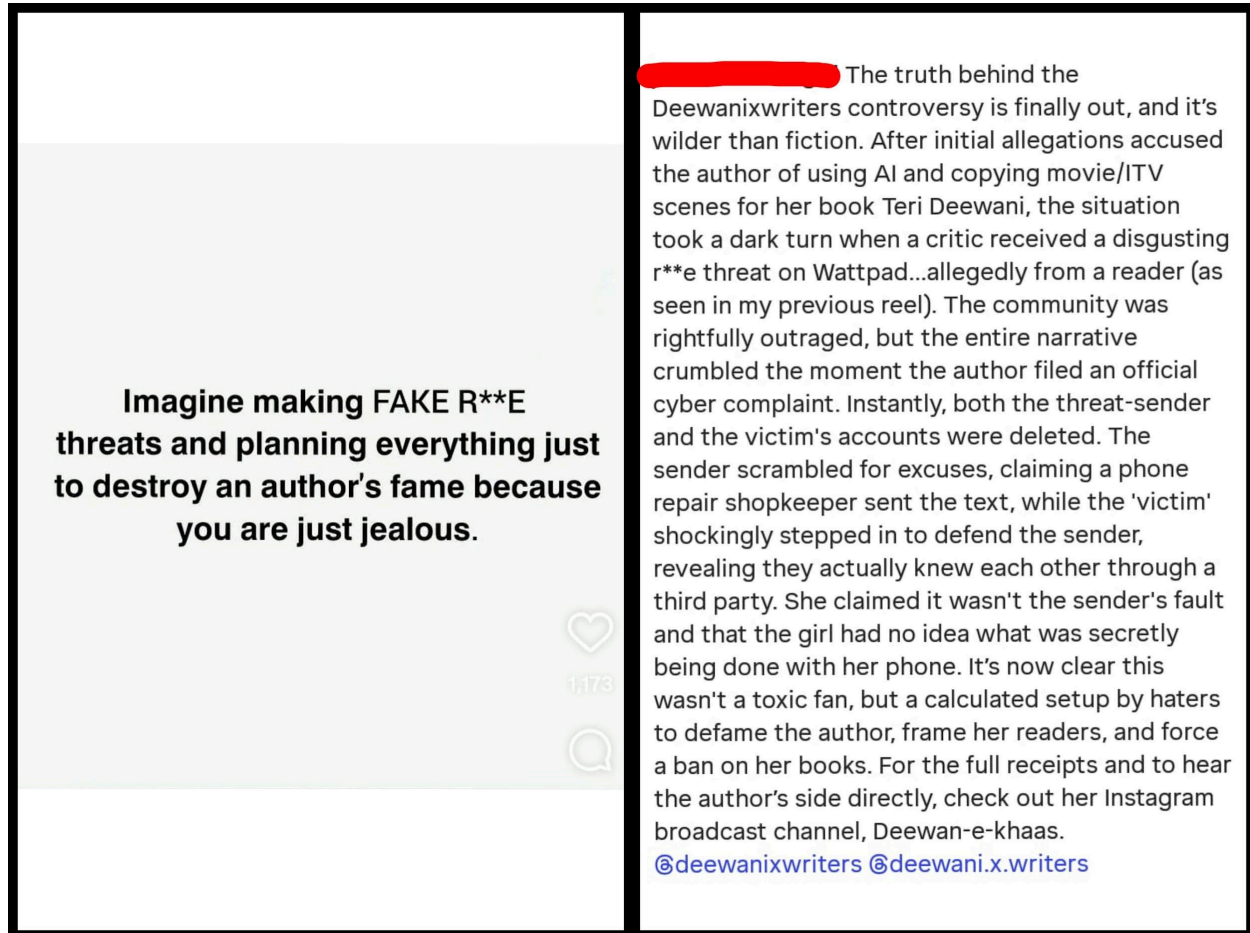 Imagine making FAKE R**E
threats and planning everything just
to destroy an author's fame because
you are just jealous.
1,173
The truth behind the
Deewanixwriters controversy is finally out, and it’s
wilder than fiction. After initial allegations accused
the author of using AI and copying movie/ITV
scenes for her book Teri Deewani, the situation
took a dark turn when a critic received a disgusting
r**e threat on Wattpad...allegedly from a reader (as
seen in my previous reel). The community was
rightfully outraged, but the entire narrative
crumbled the moment the author filed an official
cyber complaint. Instantly, both the threat-sender
and the victim's accounts were deleted. The
sender scrambled for excuses, claiming a phone
repair shopkeeper sent the text, while the 'victim'
shockingly stepped in to defend the sender,
revealing they actually knew each other through a
third party. She claimed it wasn't the sender's fault
and that the girl had no idea what was secretly
being done with her phone. It’s now clear this
wasn't a toxic fan, but a calculated setup by haters
to defame the author, frame her readers, and force
a ban on her books. For the full receipts and to hear
the author’s side directly, check out her Instagram
broadcast channel, Deewan-e-khaas.
@deewanixwriters @deewani.x.writers